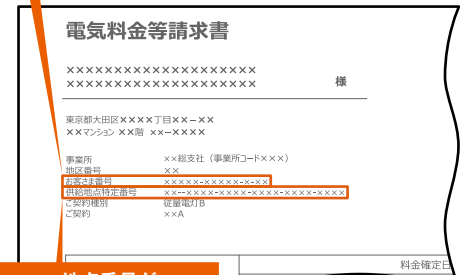 電気料金等請求書
××××××××××××××××××××
×××××××××××××××××××× 様
東京都大田区××××丁目××ー××
××マンション ××階 ××ー××××
事業所 ××総支社（事業所コード×××）
地区番号 ××
お客さま番号 ×××××-×××××-×-××
供給地点特定番号 ××-××××-××××-××××-××××-××××
ご契約種別 従量電灯B
ご契約 ××A
料金確定日